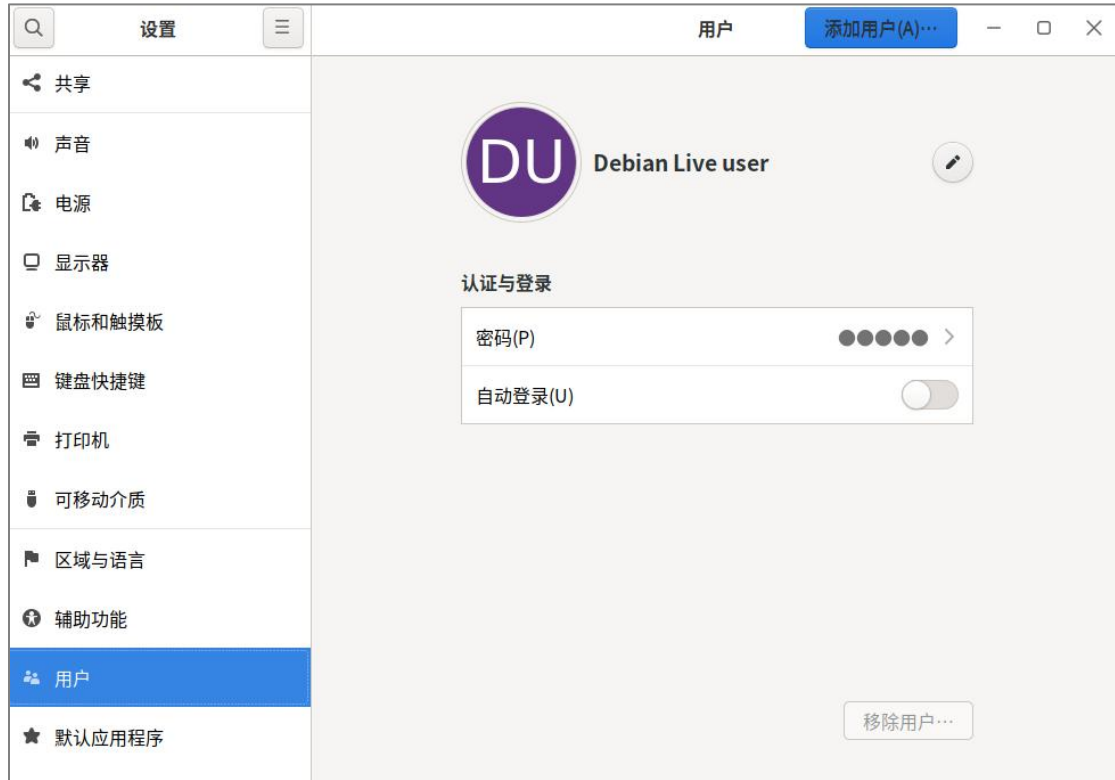 设置
用户
添加用户(A)…
共享
声音
电源
显示器
鼠标和触摸板
键盘快捷键
打印机
可移动介质
区域与语言
辅助功能
用户
默认应用程序
DU
Debian Live user
认证与登录
密码(P)
自动登录(U)
移除用户…